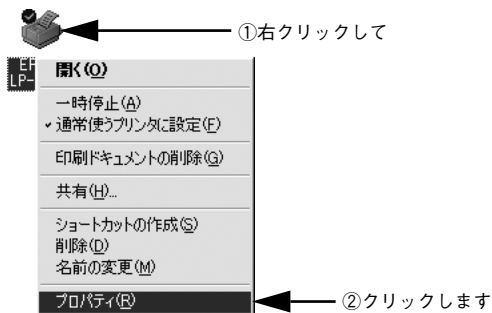 ①右クリックして
LP-
開く(O)
一時停止(A)
通常使うプリンタに設定(F)
印刷ドキュメントの削除(G)
共有(H)...
ショートカットの作成(S)
削除(D)
名前の変更(M)
プロパティ(R)
②クリックします